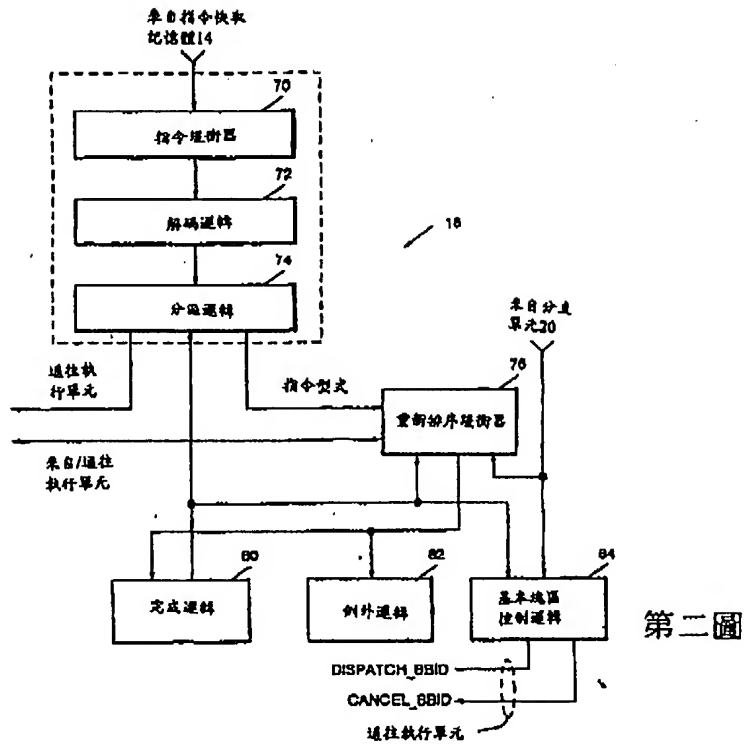 來自指令快取
記憶體14
70
指令緩衝器
72
解碼邏輯
18
74
分派邏輯
來自分支
單元20
通往執
行單元
指令型式
76
重新排序緩衝器
來自/通往
執行單元
80
82
84
完成邏輯
例外邏輯
基本塊區
控制邏輯
第二圖
DISPATCH_BBID
CANCEL_BBID
通往執行單元